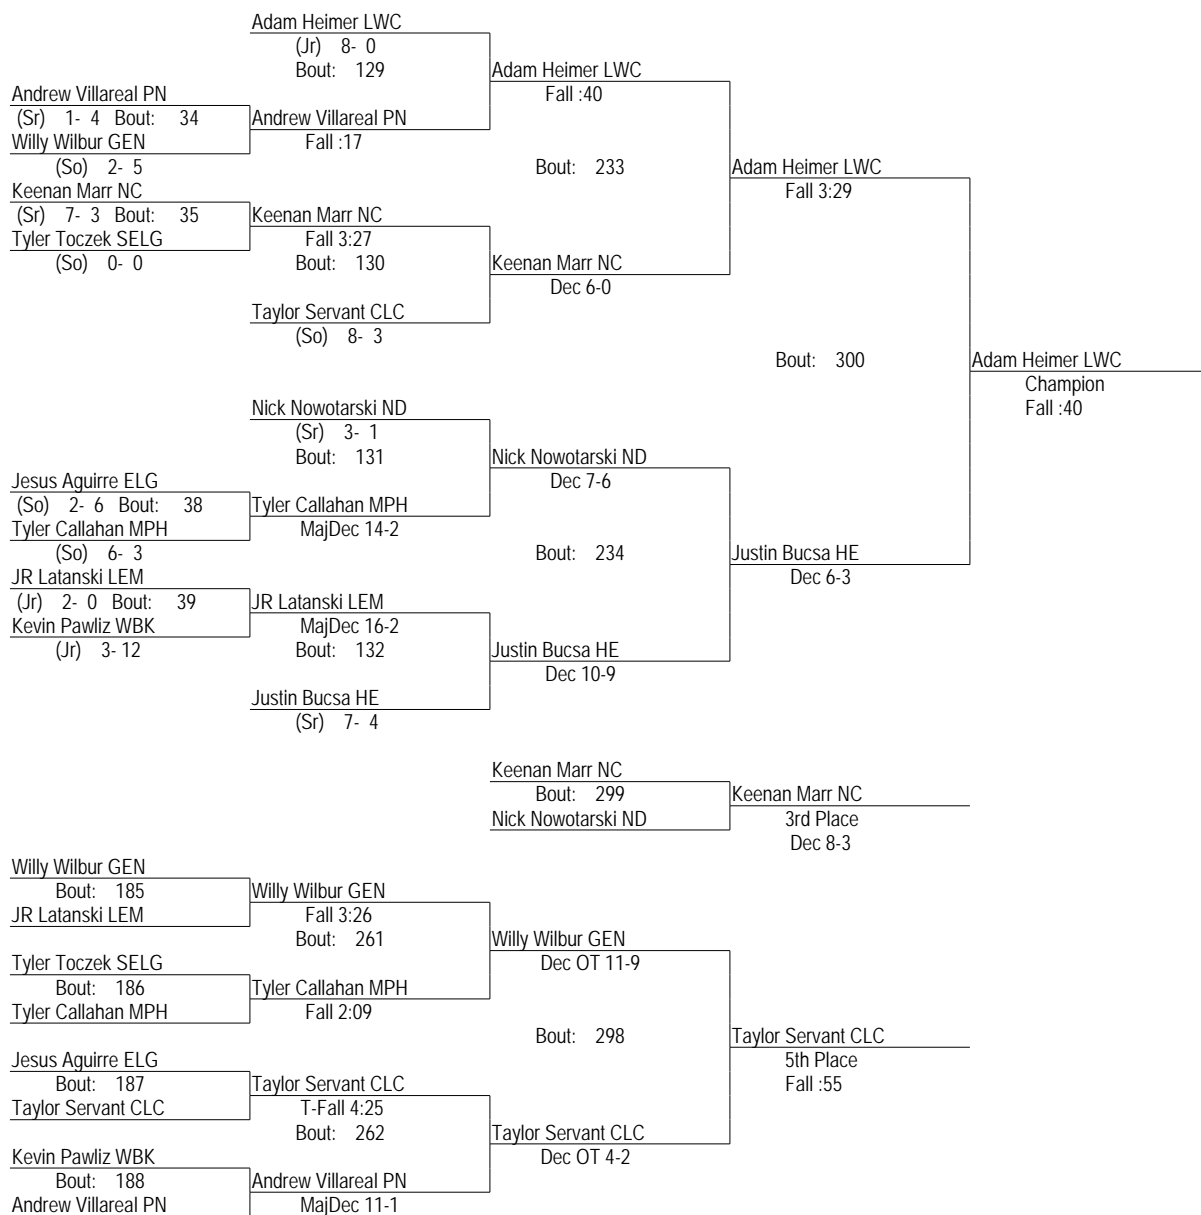 Adam Heimer LWC
(Jr) 8- 0
Bout: 129
Adam Heimer LWC
Fall :40
Andrew Villareal PN
(Sr) 1- 4 Bout: 34
Andrew Villareal PN
Fall :17
Willy Wilbur GEN
(So) 2- 5
Bout: 233
Adam Heimer LWC
Fall 3:29
Keenan Marr NC
(Sr) 7- 3 Bout: 35
Keenan Marr NC
Fall 3:27
Tyler Toczek SELG
(So) 0- 0
Bout: 130
Keenan Marr NC
Dec 6-0
Taylor Servant CLC
(So) 8- 3
Bout: 300
Adam Heimer LWC
Champion
Fall :40
Nick Nowotarski ND
(Sr) 3- 1
Bout: 131
Nick Nowotarski ND
Dec 7-6
Jesus Aguirre ELG
(So) 2- 6 Bout: 38
Tyler Callahan MPH
MajDec 14-2
Tyler Callahan MPH
(So) 6- 3
Bout: 234
Justin Bucsa HE
Dec 6-3
JR Latanski LEM
(Jr) 2- 0 Bout: 39
JR Latanski LEM
MajDec 16-2
Kevin Pawliz WBK
(Jr) 3- 12
Bout: 132
Justin Bucsa HE
Dec 10-9
Justin Bucsa HE
(Sr) 7- 4
Keenan Marr NC
Bout: 299
Keenan Marr NC
3rd Place
Dec 8-3
Nick Nowotarski ND
Willy Wilbur GEN
Bout: 185
Willy Wilbur GEN
Fall 3:26
JR Latanski LEM
Bout: 261
Willy Wilbur GEN
Dec OT 11-9
Tyler Toczek SELG
Bout: 186
Tyler Callahan MPH
Fall 2:09
Tyler Callahan MPH
Bout: 298
Taylor Servant CLC
5th Place
Fall :55
Jesus Aguirre ELG
Bout: 187
Taylor Servant CLC
T-Fall 4:25
Taylor Servant CLC
Bout: 262
Taylor Servant CLC
Dec OT 4-2
Kevin Pawliz WBK
Bout: 188
Andrew Villareal PN
MajDec 11-1
Andrew Villareal PN